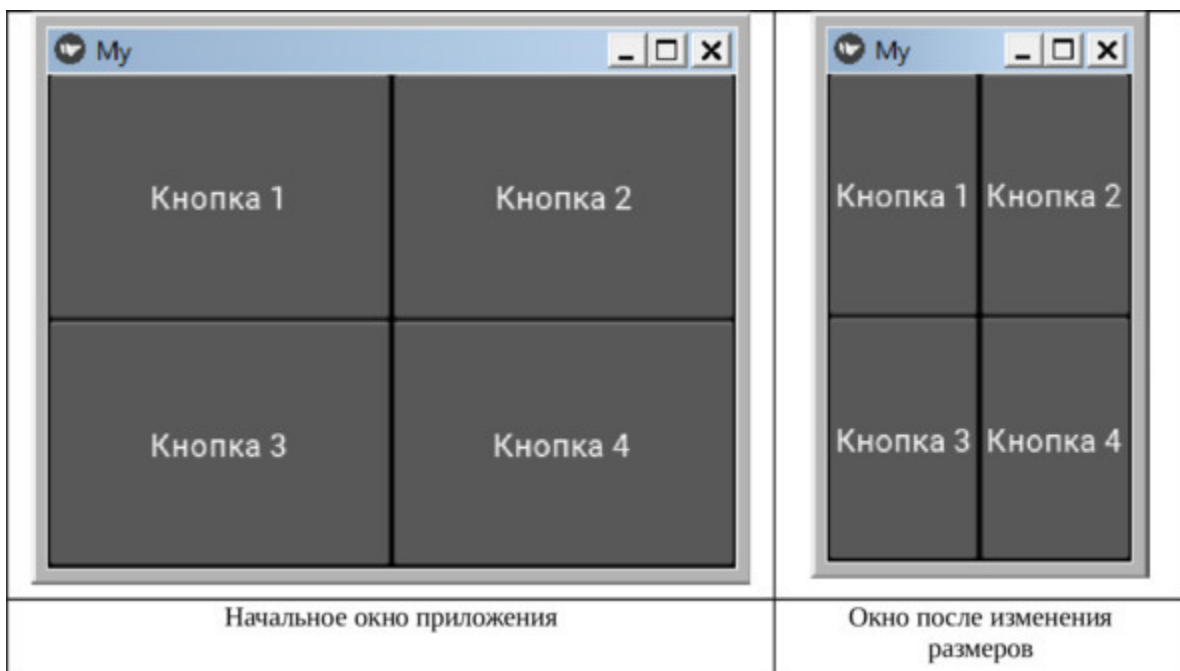 My
Кнопка 1 Кнопка 2
Кнопка 3 Кнопка 4
Начальное окно приложения
My
Кнопка 1 Кнопка 2
Кнопка 3 Кнопка 4
Окно после изменения
размеров